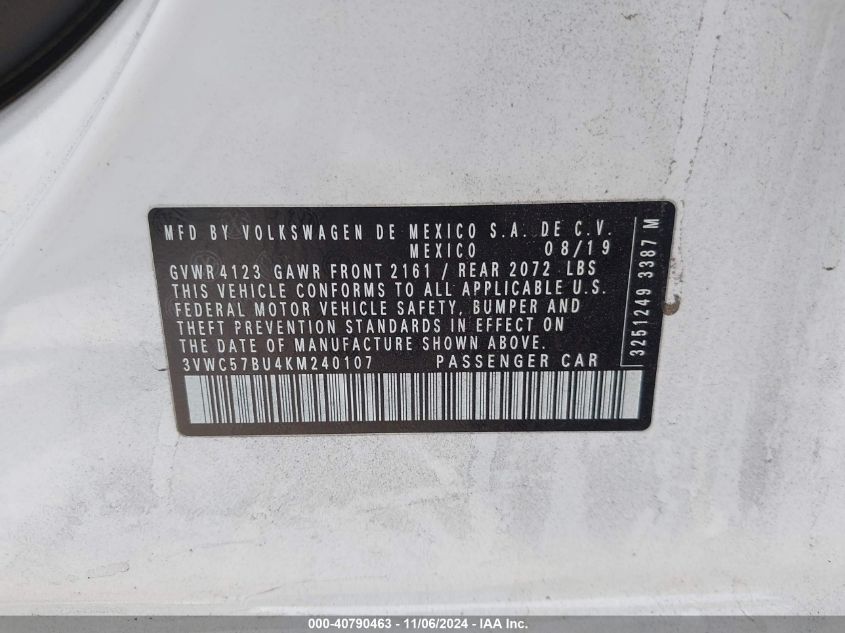 MFD BY VOLKSWAGEN DE MEXICO S.A. DE C.V.
MEXICO 08/19
GVWR 4123 GAWR FRONT 2161 / REAR 2072 LBS
THIS VEHICLE CONFORMS TO ALL APPLICABLE U.S.
FEDERAL MOTOR VEHICLE SAFETY, BUMPER AND
THEFT PREVENTION STANDARDS IN EFFECT ON
THE DATE OF MANUFACTURE SHOWN ABOVE.
3VWC57BU4KM240107 PASSENGER CAR
3251249 3387 M
000-40790463 - 11/06/2024 - IAA Inc.